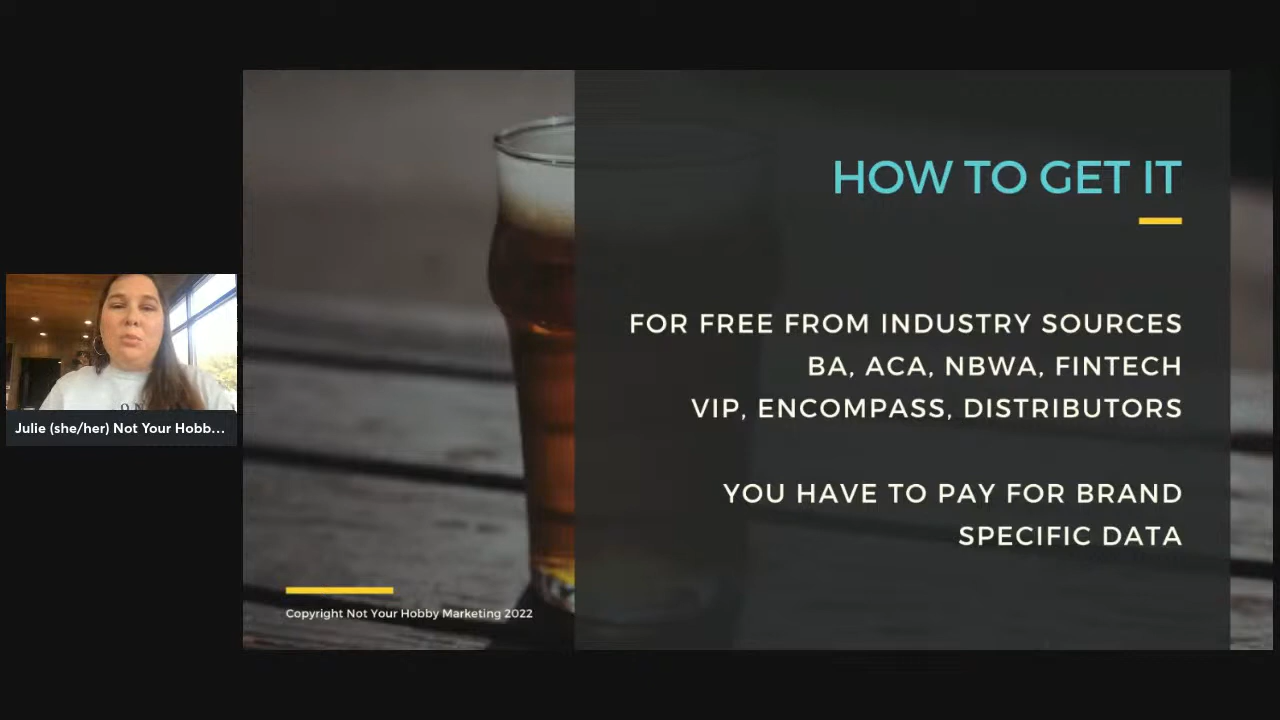 HOW TO GET IT
FOR FREE FROM INDUSTRY SOURCES
BA, ACA, NBWA, FINTECH
VIP, ENCOMPASS, DISTRIBUTORS
YOU HAVE TO PAY FOR BRAND
SPECIFIC DATA
Julie (she/her) Not Your Hobb...
Copyright Not Your Hobby Marketing 2022